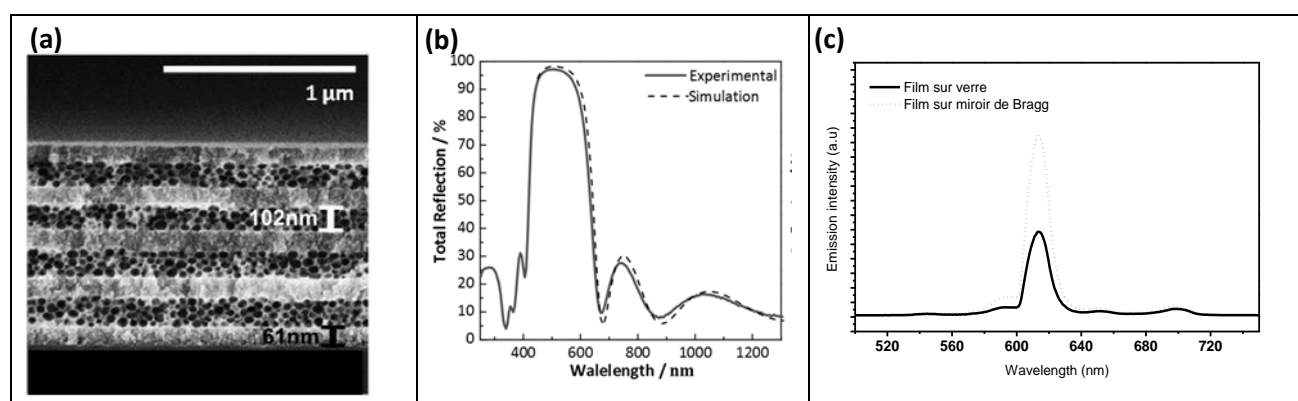 (a)
1 µm
102nm
61nm
(b)
Total Reflection / %
100
90
80
70
60
50
40
30
20
10
0
Experimental
Simulation
400 600 800 1000 1200
Walelength / nm
(c)
Emission intensity (a.u)
Film sur verre
Film sur miroir de Bragg
520 560 600 640 680 720
Wavelength (nm)